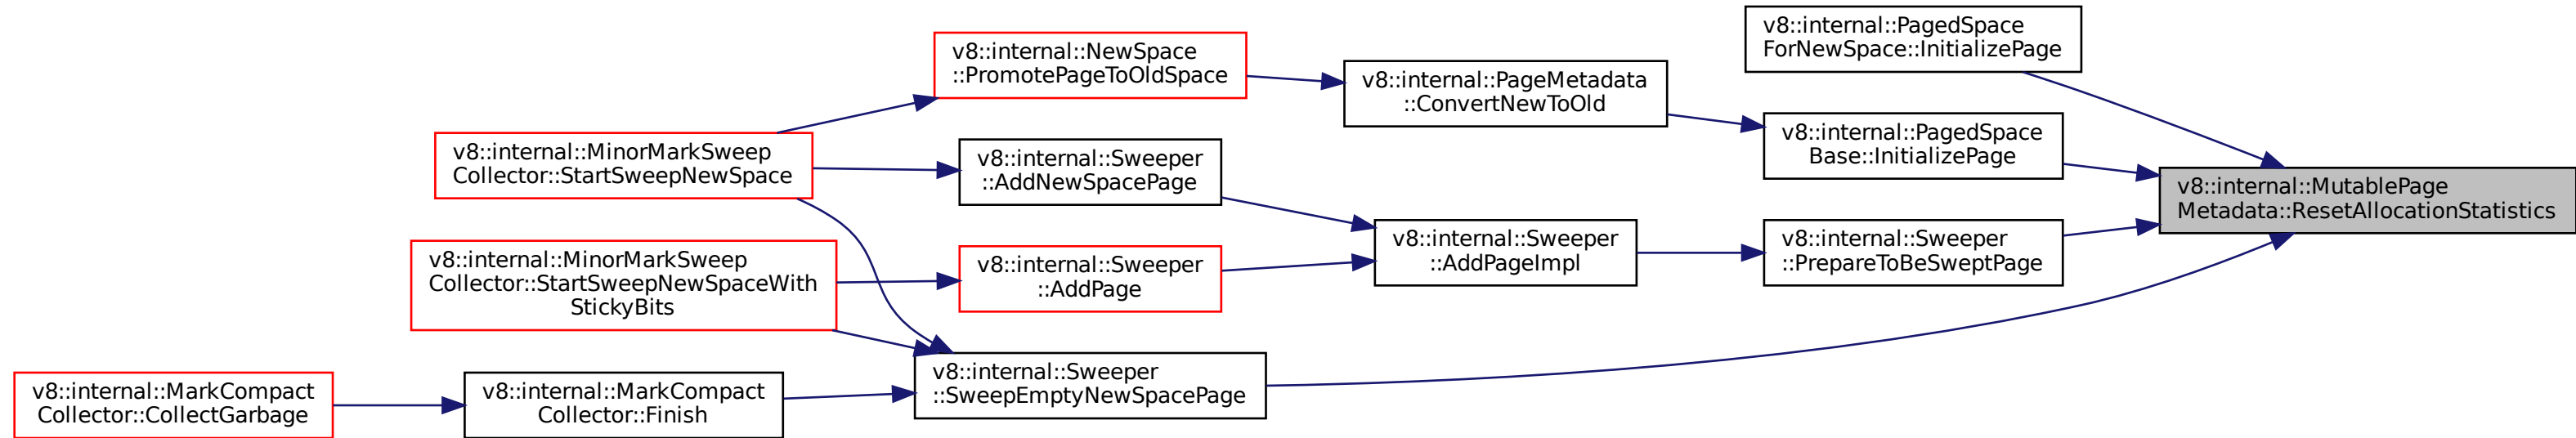 v8::internal::PagedSpace
ForNewSpace::InitializePage
v8::internal::NewSpace
::PromotePageToOldSpace
v8::internal::PageMetadata
::ConvertNewToOld
v8::internal::PagedSpace
Base::InitializePage
v8::internal::MinorMarkSweep
Collector::StartSweepNewSpace
v8::internal::Sweeper
::AddNewSpacePage
v8::internal::MutablePage
Metadata::ResetAllocationStatistics
v8::internal::Sweeper
::AddPageImpl
v8::internal::Sweeper
::PrepareToBeSweptPage
v8::internal::MinorMarkSweep
Collector::StartSweepNewSpaceWith
StickyBits
v8::internal::Sweeper
::AddPage
v8::internal::Sweeper
::SweepEmptyNewSpacePage
v8::internal::MarkCompact
Collector::CollectGarbage
v8::internal::MarkCompact
Collector::Finish